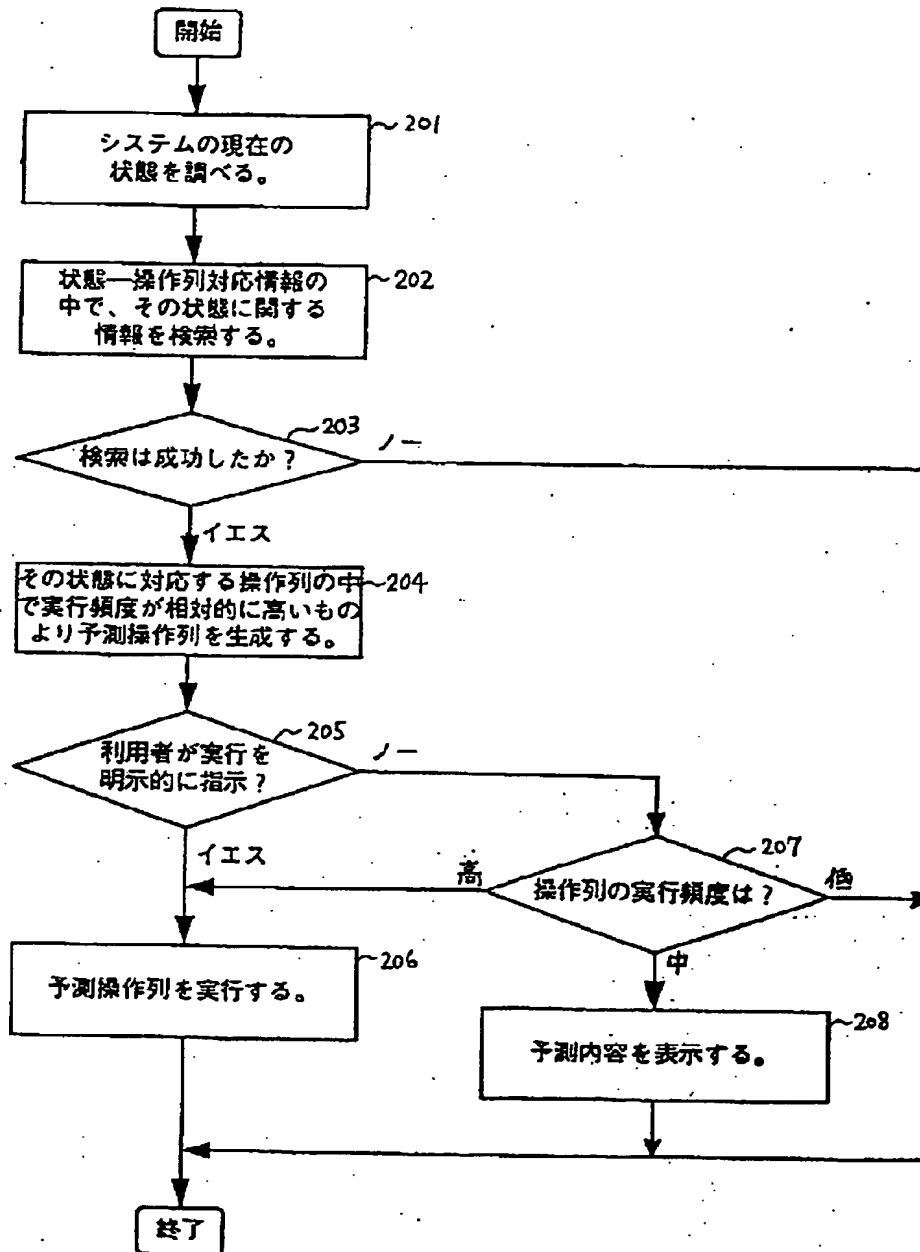 開始
システムの現在の
状態を調べる。
201
状態―操作列対応情報の
中で、その状態に関する
情報を検索する。
202
検索は成功したか？
203
ノー
イエス
その状態に対応する操作列の中
で実行頻度が相対的に高いもの
より予測操作列を生成する。
204
利用者が実行を
明示的に指示？
205
ノー
イエス
操作列の実行頻度は？
207
高
低
中
予測操作列を実行する。
206
予測内容を表示する。
208
終了